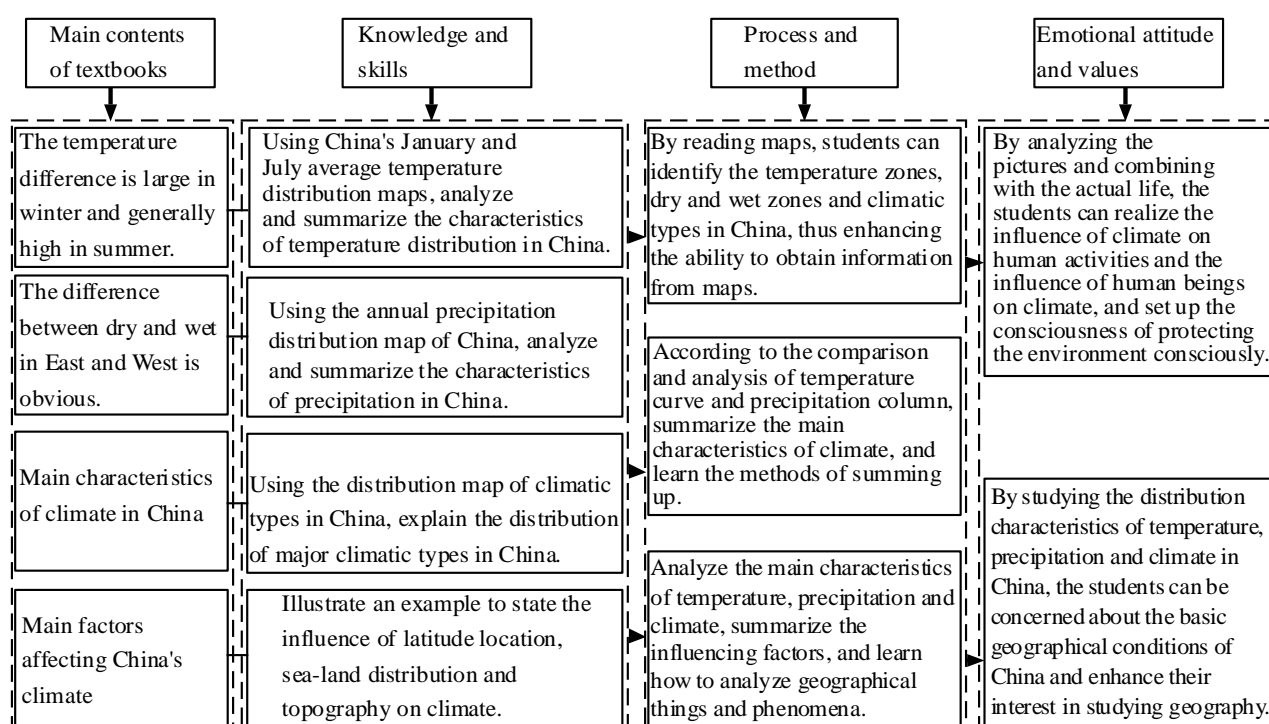 Main contents
of textbooks
Knowledge and
skills
Process and
method
Emotional attitude
and values
The temperature
difference is large in
winter and generally
high in summer.
The difference
between dry and wet
in East and West is
obvious.
Main characteristics
of climate in China
Main factors
affecting China's
climate
Using China's January and
July average temperature
distribution maps, analyze
and summarize the characteristics
of temperature distribution in China.
Using the annual precipitation
distribution map of China, analyze
and summarize the characteristics
of precipitation in China.
Using the distribution map of climatic
types in China, explain the distribution
of major climatic types in China.
Illustrate an example to state the
influence of latitude location,
sea-land distribution and
topography on climate.
By reading maps, students can
identify the temperature zones,
dry and wet zones and climatic
types in China, thus enhancing
the ability to obtain information
from maps.
According to the comparison
and analysis of temperature
curve and precipitation column,
summarize the main
characteristics of climate, and
learn the methods of summing
up.
Analyze the main characteristics
of temperature, precipitation and
climate, summarize the
influencing factors, and learn
how to analyze geographical
things and phenomena.
By analyzing the
pictures and combining
with the actual life, the
students can realize the
influence of climate on
human activities and the
influence of human beings
on climate, and set up the
consciousness of protecting
the environment consciously.
By studying the distribution
characteristics of temperature,
precipitation and climate in
China, the students can be
concerned about the basic
geographical conditions of
China and enhance their
interest in studying geography.